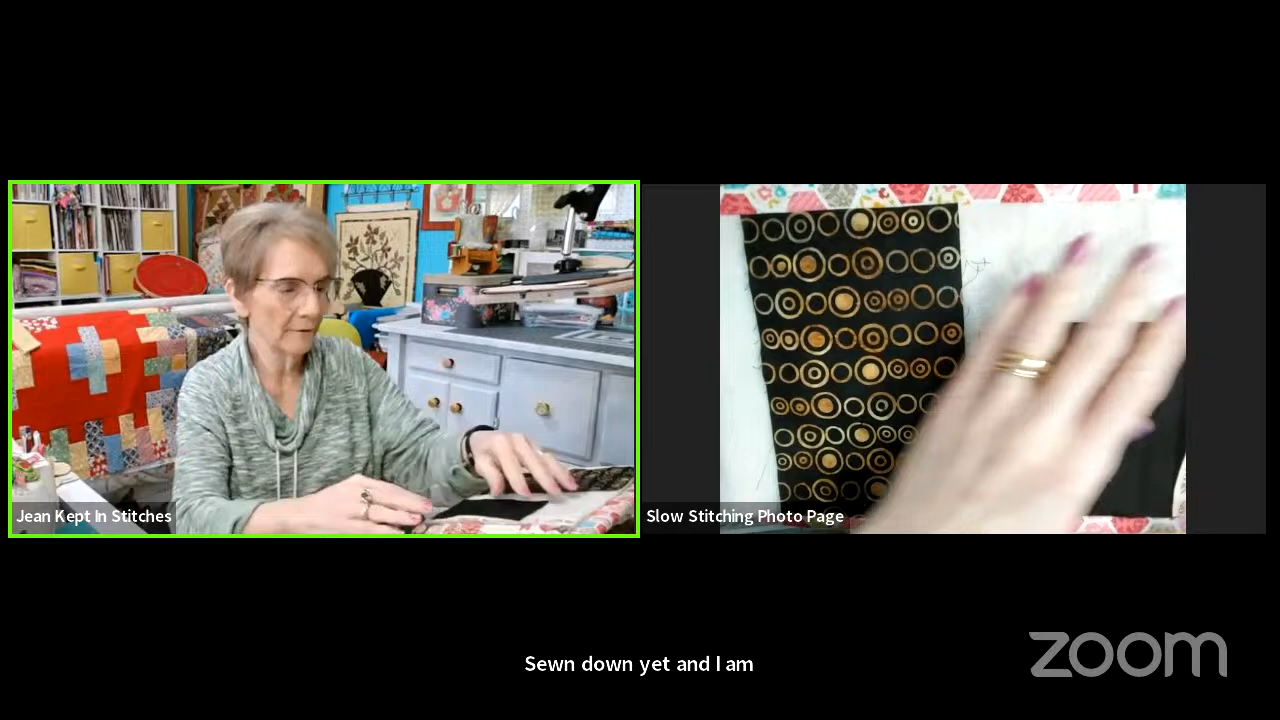 Jean Kept In Stitches
Slow Stitching Photo Page
Sewn down yet and I am
zoom